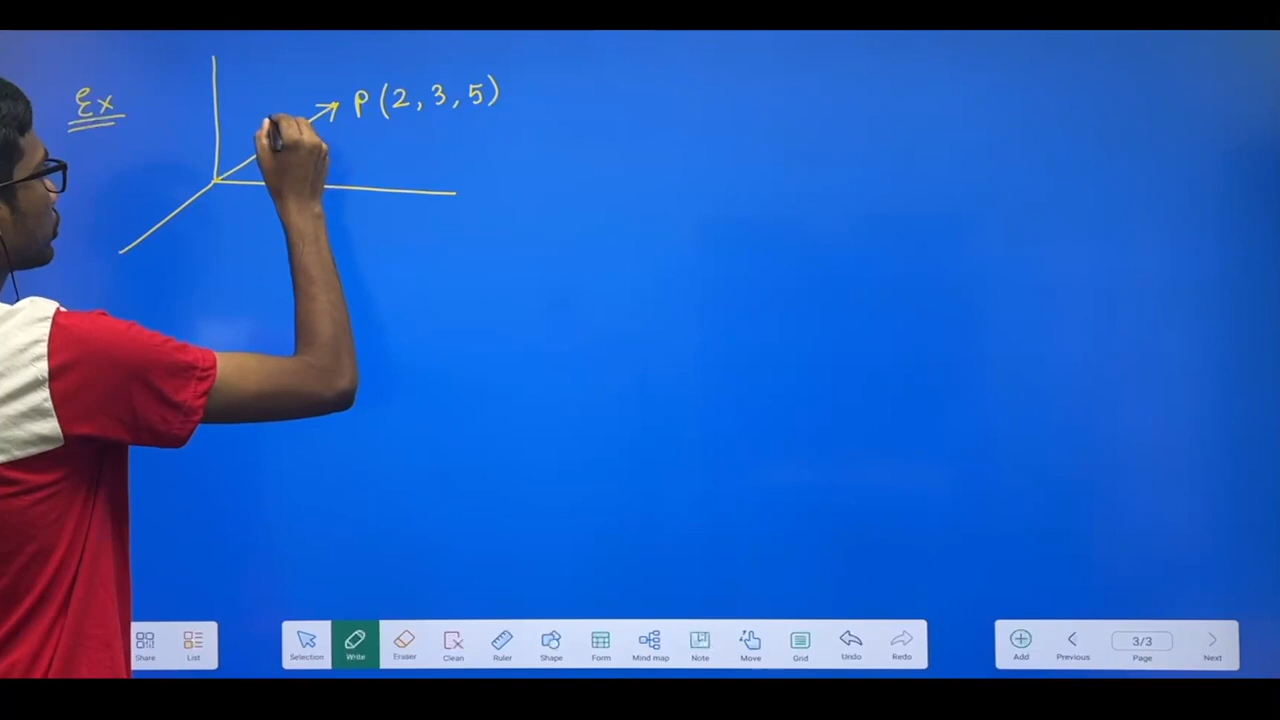 Ex
P (2, 3, 5)
Share
List
Selection
Write
Eraser
Clean
Ruler
Shape
Form
Mind map
Note
Move
Grid
Undo
Redo
Add
Previous
3/3
Page
Next